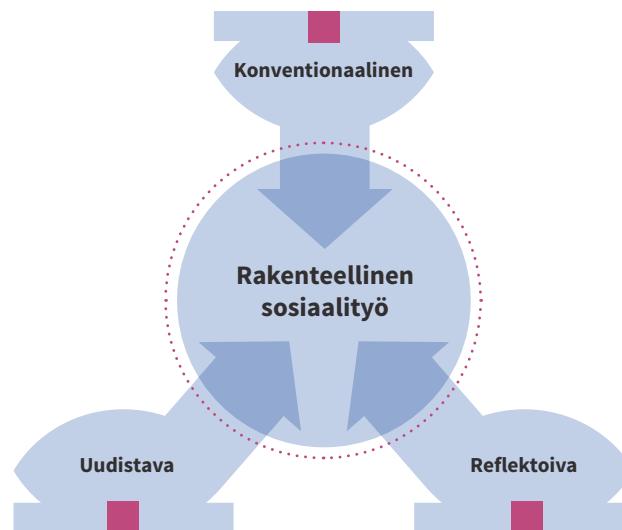 Konventionaalinen
Rakenteellinen
sosiaalityö
Uudistava
Reflektoiva